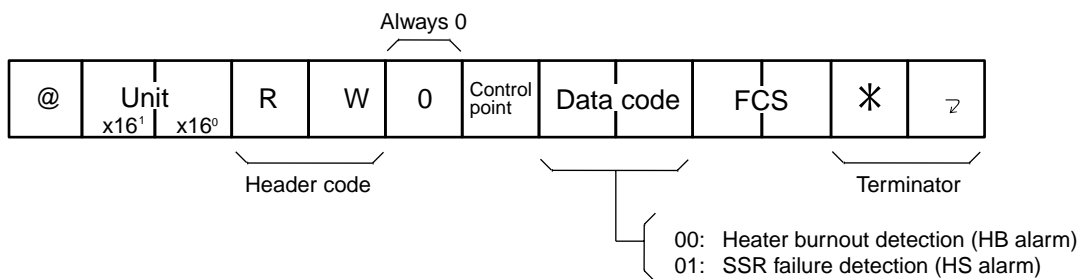 Always 0
@ Unit x16¹ x16⁰ R W 0 Control point Data code FCS * ↵
Header code
Terminator
00: Heater burnout detection (HB alarm)
01: SSR failure detection (HS alarm)